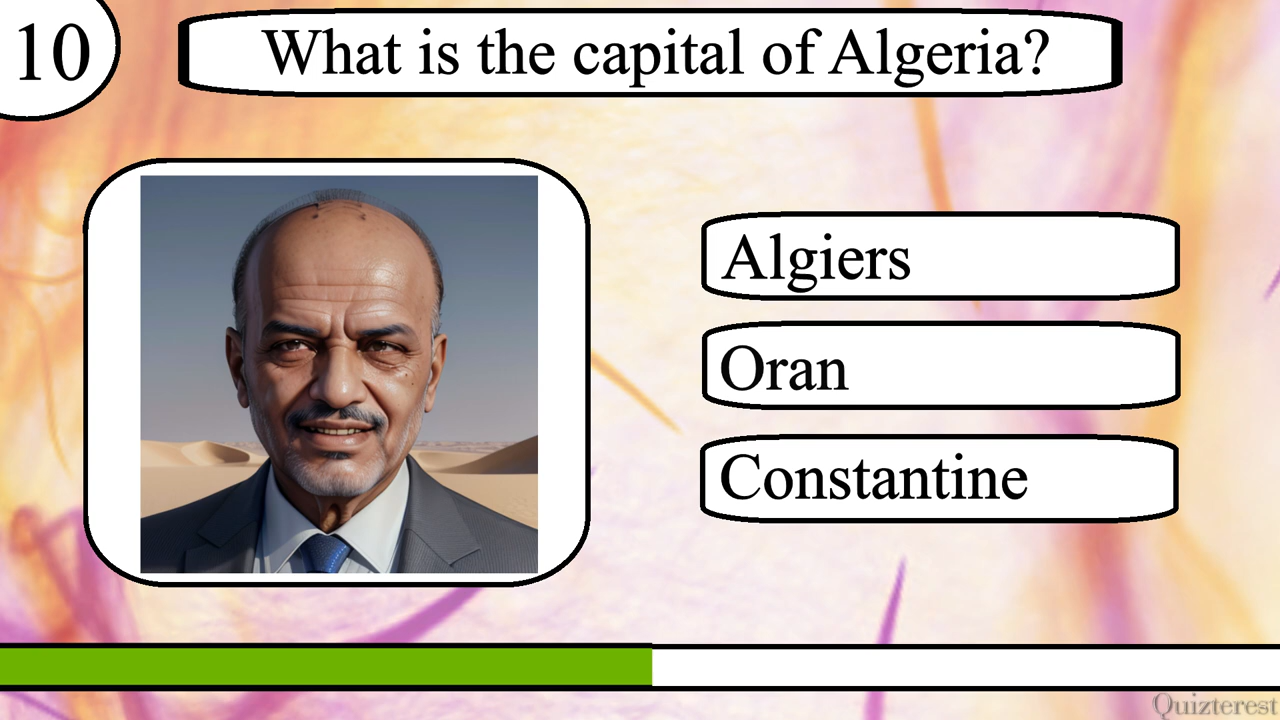 10
What is the capital of Algeria?
Algiers
Oran
Constantine
Quizterest